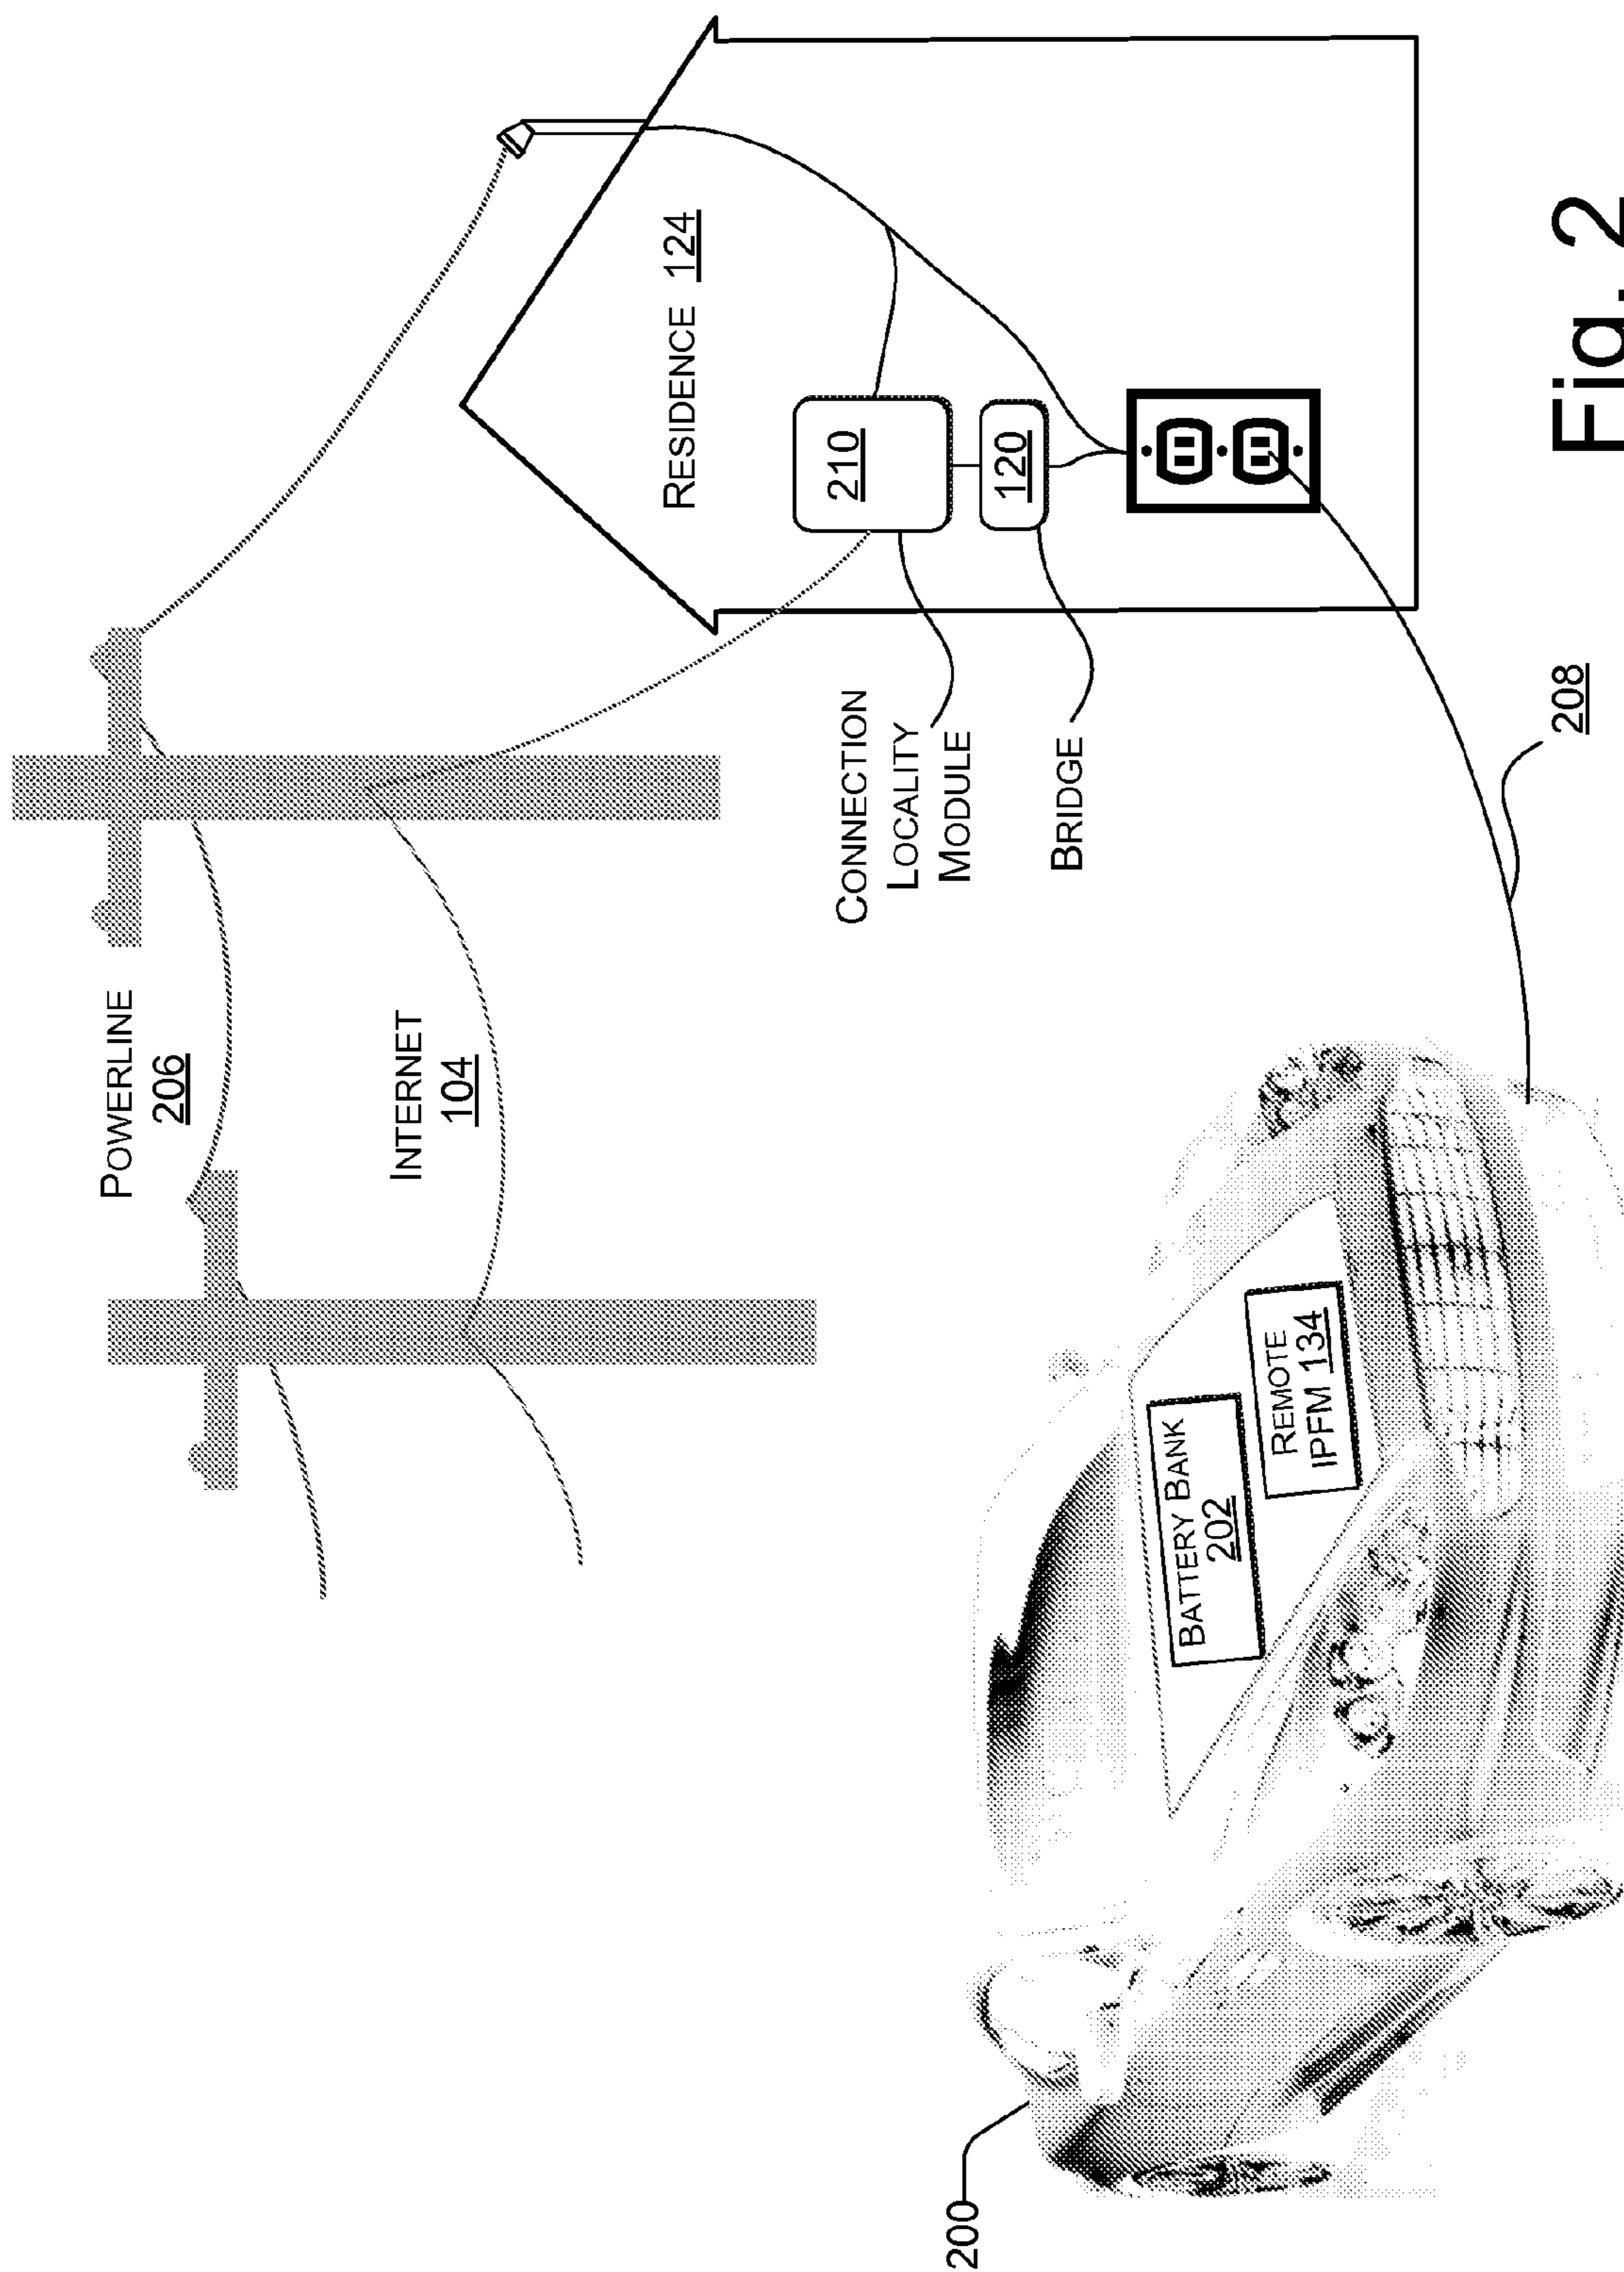 POWERLINE
206
INTERNET
104
RESIDENCE 124
210
CONNECTION
LOCALITY
MODULE
120
BRIDGE
BATTERY BANK
202
REMOTE
IPFM 134
200
208
Fig. 2